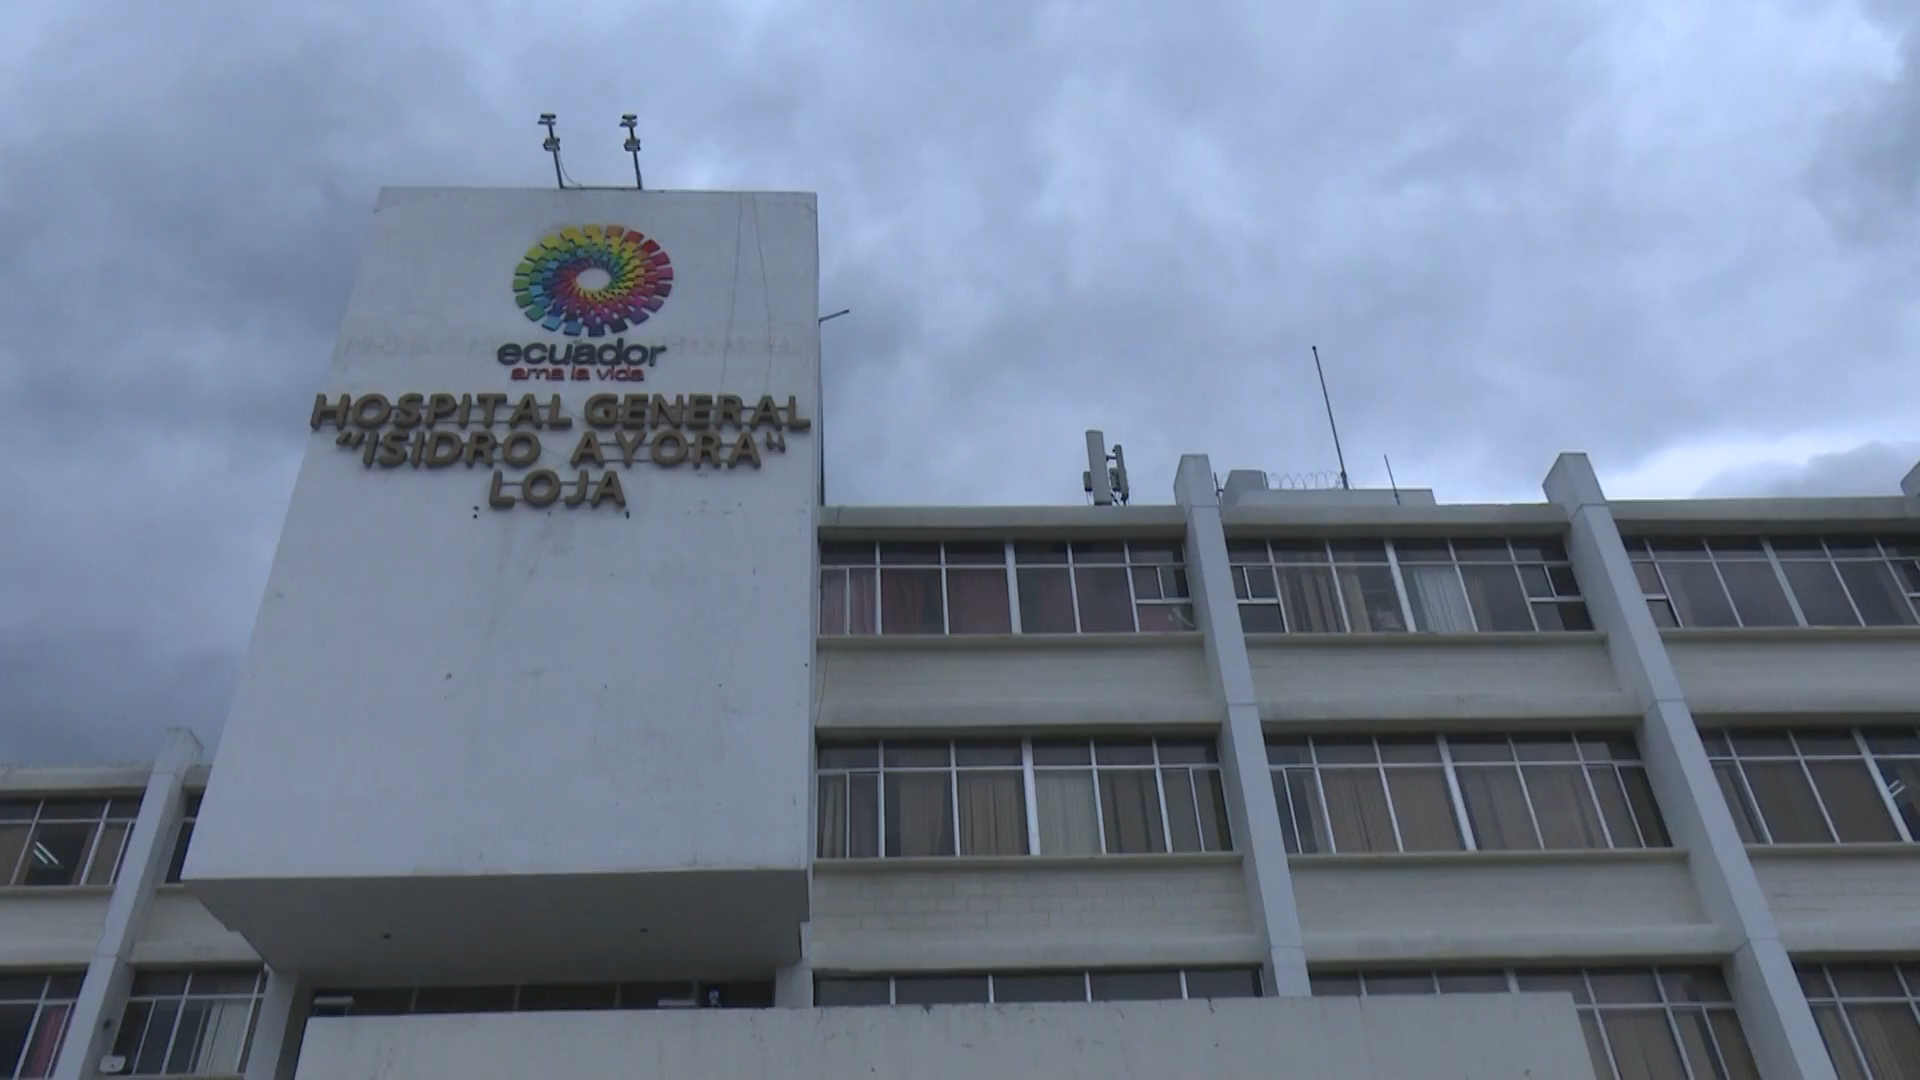 ecuador
ama la vida
HOSPITAL GENERAL
"ISIDRO AYORA"
LOJA